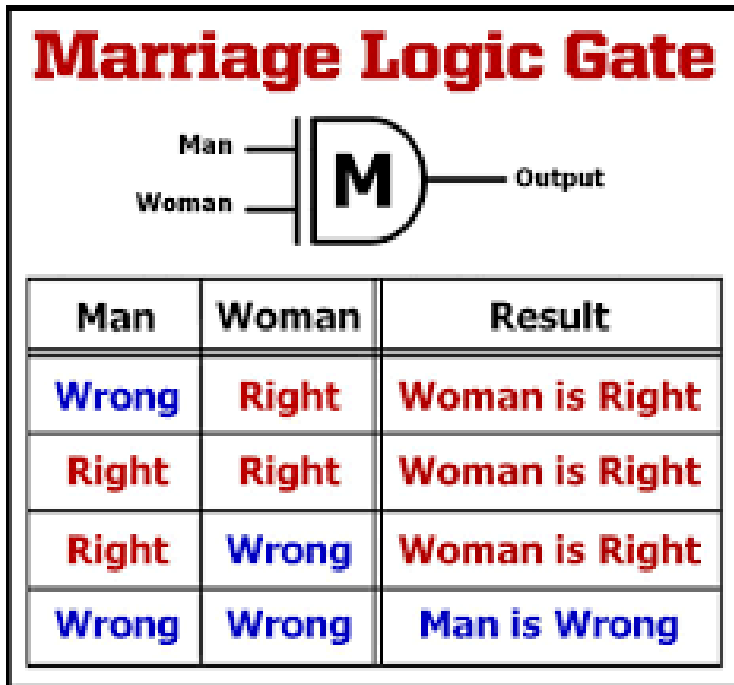 Marriage Logic Gate
Man
M
Output
Woman
Man Woman Result
Wrong Right Woman is Right
Right Right Woman is Right
Right Wrong Woman is Right
Wrong Wrong Man is Wrong